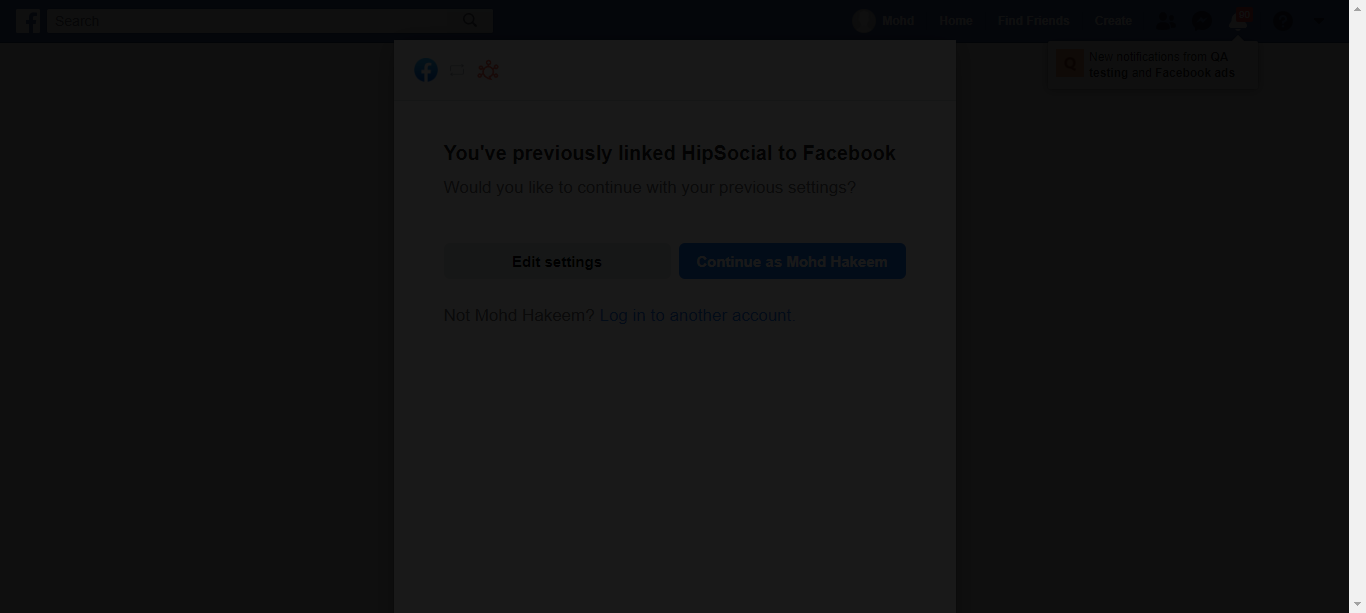 Search
Mohd
Home
Find Friends
Create
New notifications from QA
testing and Facebook ads
Q
You've previously linked HipSocial to Facebook
Would you like to continue with your previous settings?
Edit settings
Continue as Mohd Hakeem
Not Mohd Hakeem? Log in to another account.